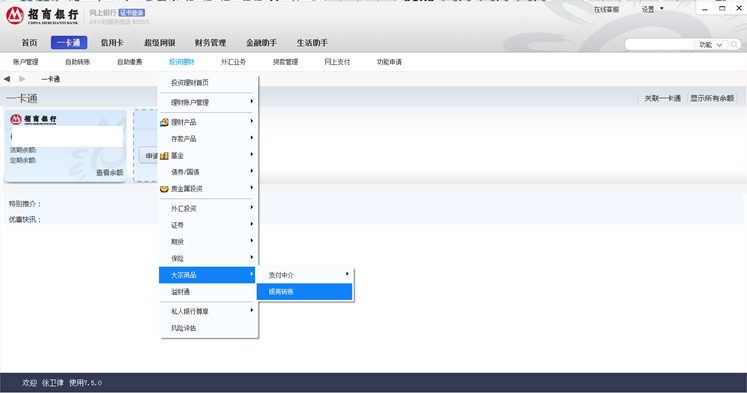 招商银行 网上银行 证书登录 在线客服 设置
CHINA MERCHANTS BANK 24小时服务电话 95555
首页 一卡通 信用卡 超级网银 财务管理 金融助手 生活助手 功能
账户管理 自助转账 自助缴费 投资理财 外汇业务 贷款管理 网上支付 功能申请
一卡通
一卡通 关联一卡通 显示所有余额
招商银行
CHINA MERCHANTS BANK
活期余额:
定期余额:
查看余额
申请
特别推介：
优惠快讯：
投资理财首页
理财账户管理
理财产品
存款产品
基金
债券/国债
贵金属投资
外汇投资
证券
期货
保险
大宗商品 支付中介
溢财通 银商转账
私人银行尊享
风险评估
欢迎 徐卫律 使用7.5.0